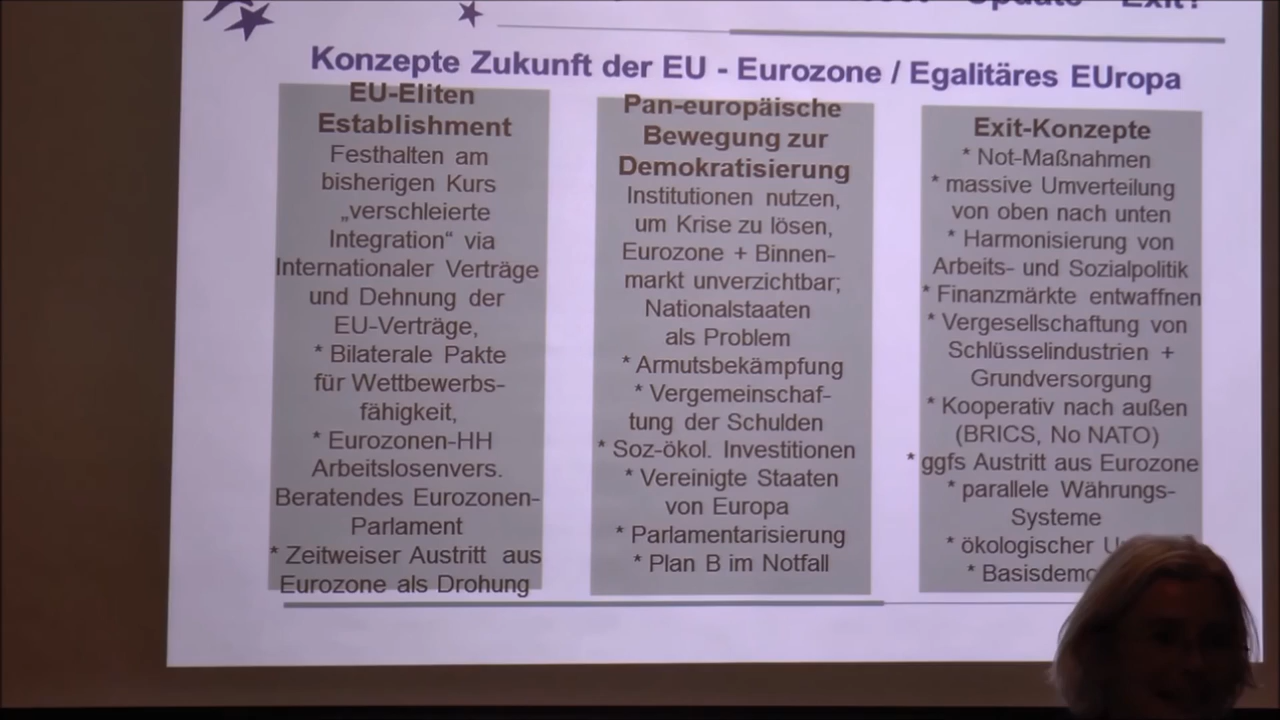 Update Exit?
Konzepte Zukunft der EU - Eurozone / Egalitäres EUropa
EU-Eliten
Establishment
Festhalten am
bisherigen Kurs
„verschleierte
Integration“ via
Internationaler Verträge
und Dehnung der
EU-Verträge,
* Bilaterale Pakte
für Wettbewerbs-
fähigkeit,
* Eurozonen-HH
Arbeitslosenvers.
Beratendes Eurozonen-
Parlament
* Zeitweiser Austritt aus
Eurozone als Drohung
Pan-europäische
Bewegung zur
Demokratisierung
Institutionen nutzen,
um Krise zu lösen,
Eurozone + Binnen-
markt unverzichtbar;
Nationalstaaten
als Problem
* Armutsbekämpfung
* Vergemeinschaf-
tung der Schulden
* Soz-ökol. Investitionen
* Vereinigte Staaten
von Europa
* Parlamentarisierung
* Plan B im Notfall
Exit-Konzepte
* Not-Maßnahmen
* massive Umverteilung
von oben nach unten
* Harmonisierung von
Arbeits- und Sozialpolitik
* Finanzmärkte entwaffnen
* Vergesellschaftung von
Schlüsselindustrien +
Grundversorgung
* Kooperativ nach außen
(BRICS, No NATO)
* ggfs Austritt aus Eurozone
* parallele Währungs-
Systeme
* ökologischer
*